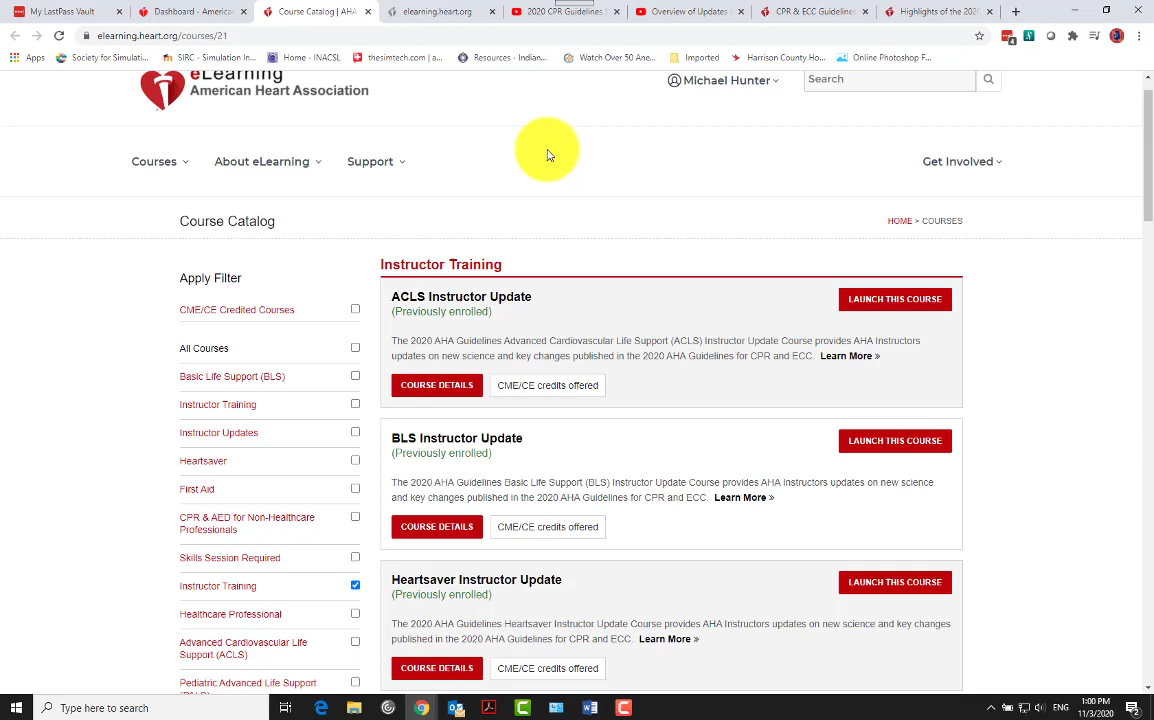 My LastPass Vault
Dashboard - America
Course Catalog | AHA
elearning.heart.org
2020 CPR Guidelines S
Overview of Updates
CPR & ECC Guidelines
Highlights of the 2020
elearning.heart.org/courses/21
4
Apps
Society for Simulati...
SIRC - Simulation In...
Home - INACSL
thesimtech.com | a...
Resources - Indian...
Watch Over 50 Ane...
Imported
Harrison County Ho...
Online Photoshop F...
eLearning
American Heart Association
Michael Hunter
Search
Courses
About eLearning
Support
Get Involved
Course Catalog
HOME > COURSES
Apply Filter
CME/CE Credited Courses
All Courses
Basic Life Support (BLS)
Instructor Training
Instructor Updates
Heartsaver
First Aid
CPR & AED for Non-Healthcare
Professionals
Skills Session Required
Instructor Training
Healthcare Professional
Advanced Cardiovascular Life
Support (ACLS)
Pediatric Advanced Life Support
(PALS)
Instructor Training
ACLS Instructor Update
(Previously enrolled)
LAUNCH THIS COURSE
The 2020 AHA Guidelines Advanced Cardiovascular Life Support (ACLS) Instructor Update Course provides AHA Instructors
updates on new science and key changes published in the 2020 AHA Guidelines for CPR and ECC. Learn More »
COURSE DETAILS
CME/CE credits offered
BLS Instructor Update
(Previously enrolled)
LAUNCH THIS COURSE
The 2020 AHA Guidelines Basic Life Support (BLS) Instructor Update Course provides AHA Instructors updates on new science
and key changes published in the 2020 AHA Guidelines for CPR and ECC. Learn More »
COURSE DETAILS
CME/CE credits offered
Heartsaver Instructor Update
(Previously enrolled)
LAUNCH THIS COURSE
The 2020 AHA Guidelines Heartsaver Instructor Update Course provides AHA Instructors updates on new science and key changes
published in the 2020 AHA Guidelines for CPR and ECC. Learn More »
COURSE DETAILS
CME/CE credits offered
Type here to search
ENG
1:00 PM
11/3/2020
2